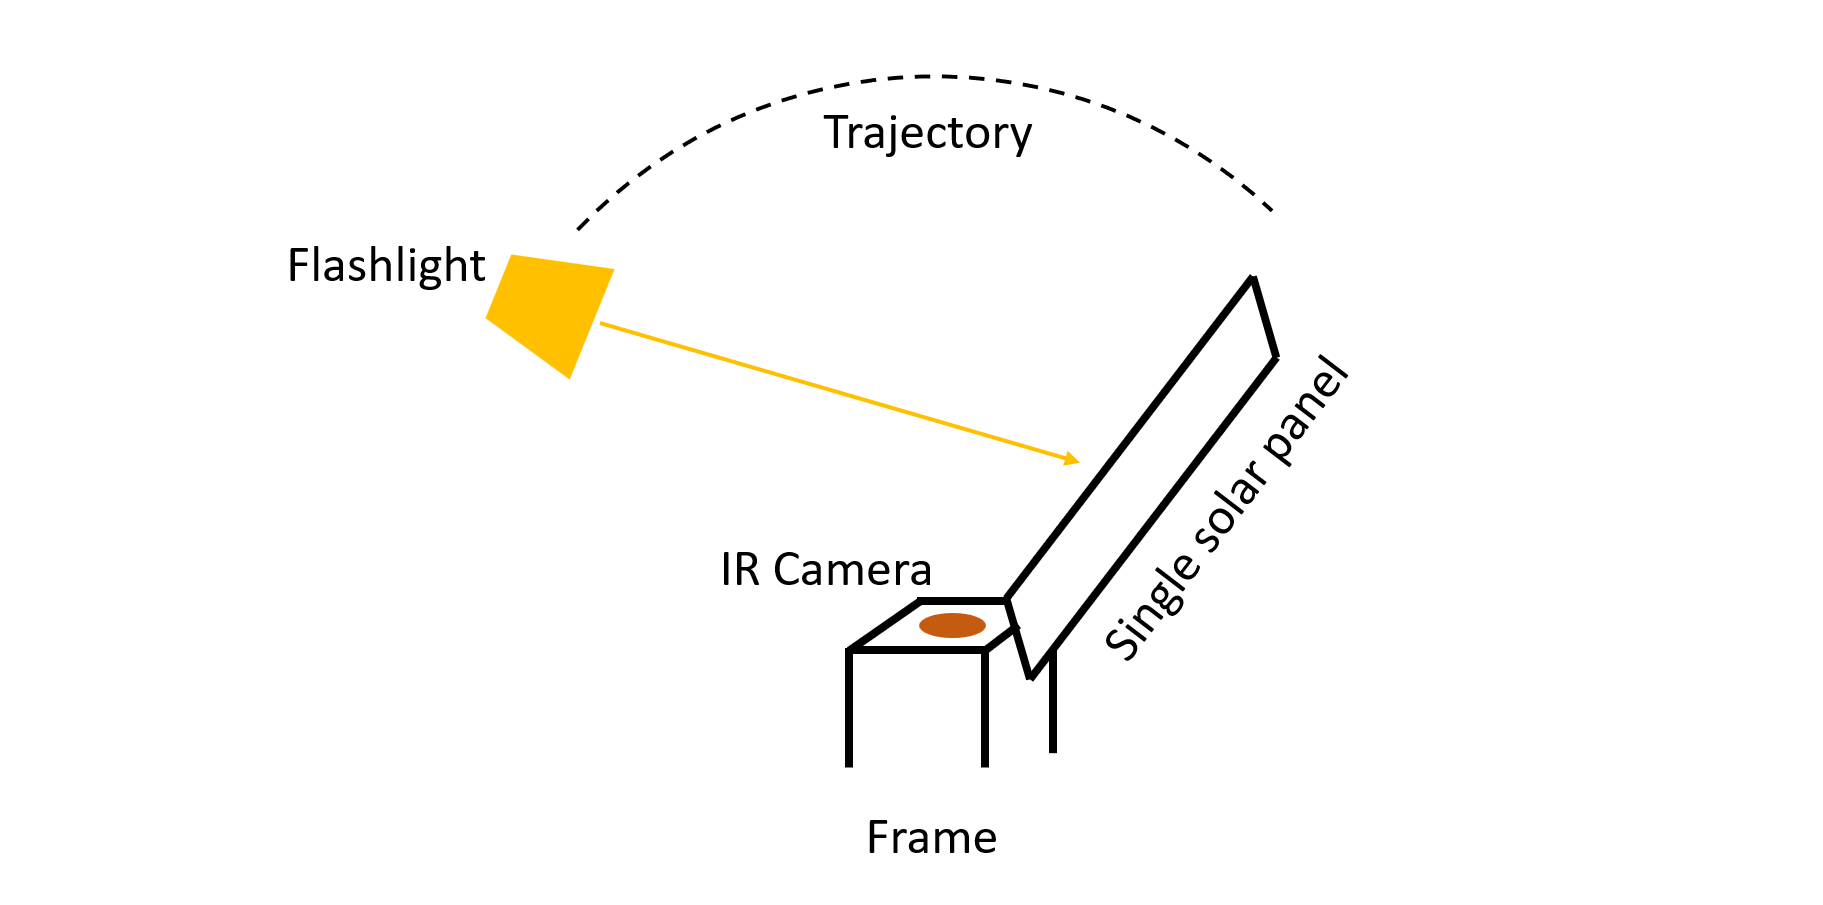 Trajectory
Flashlight
IR Camera
Single solar panel
Frame